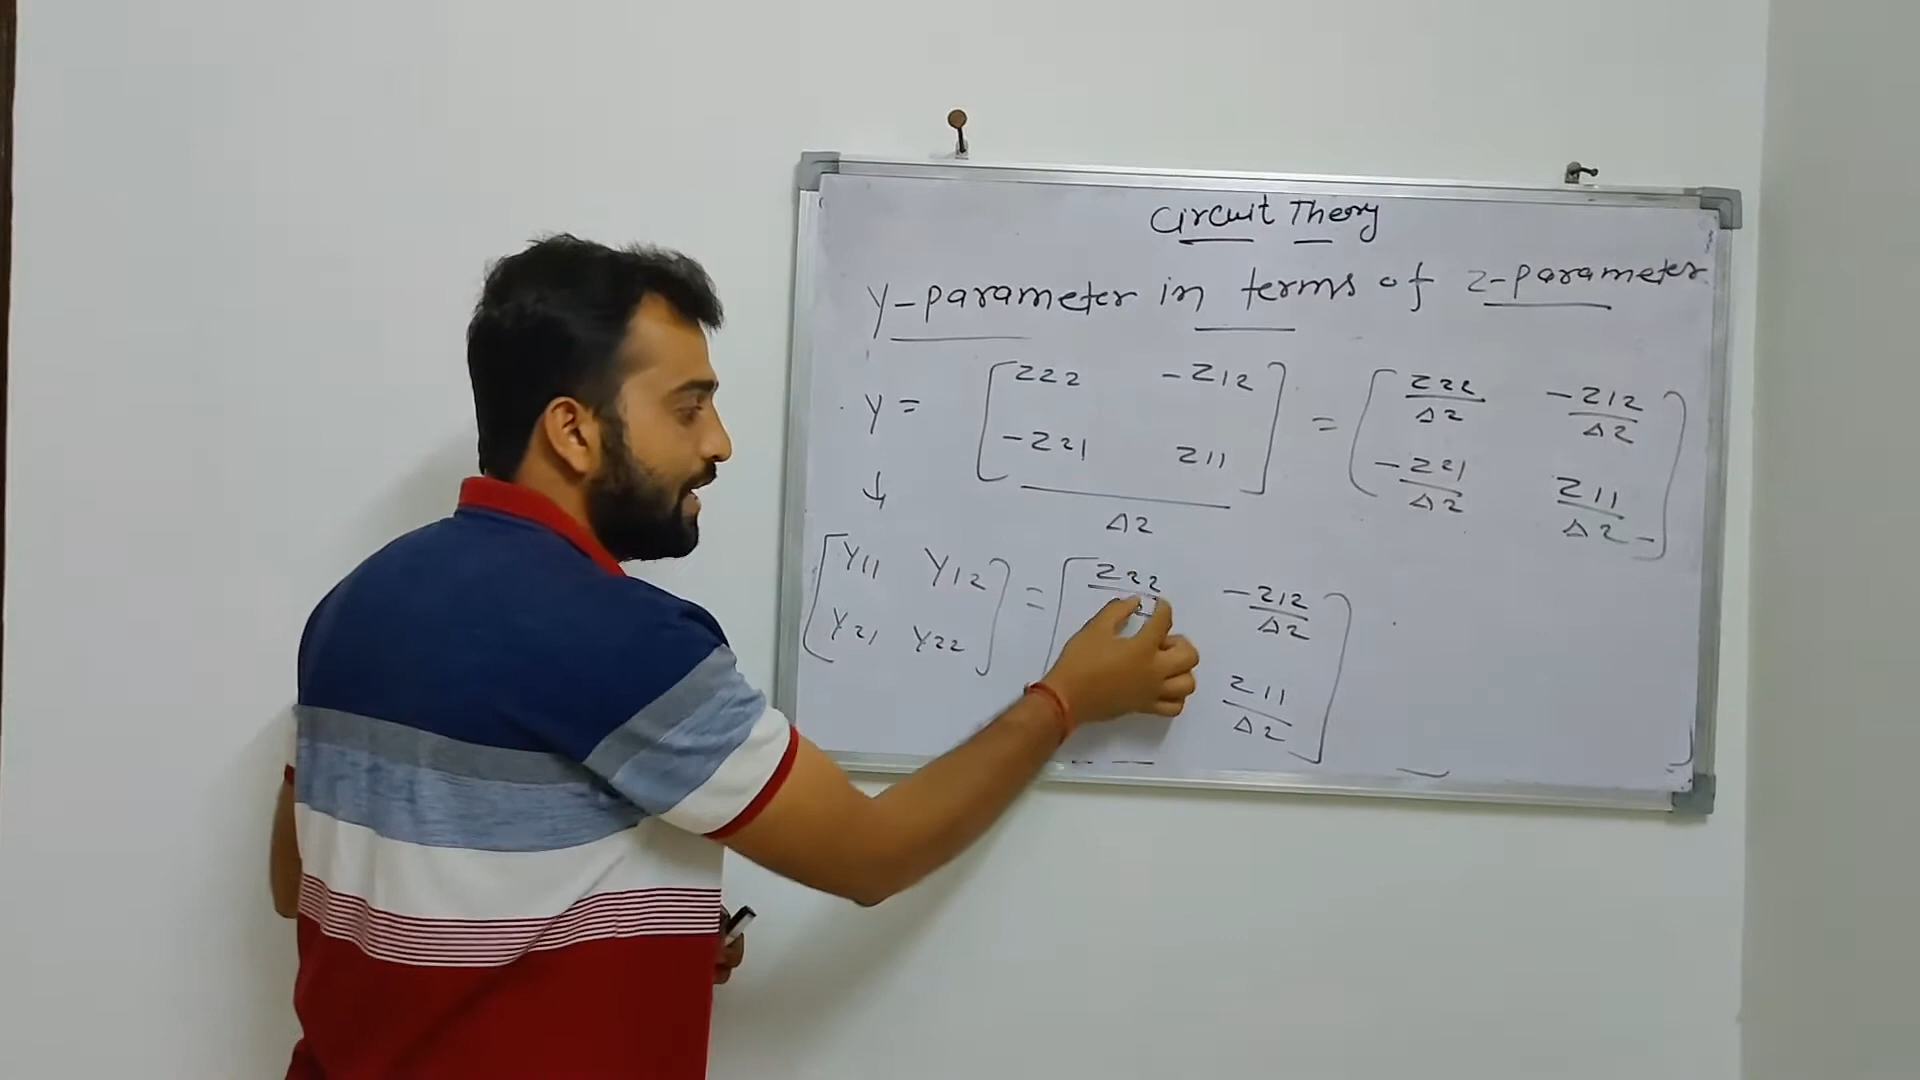 Circuit Theory
Y-parameter in terms of z-parameter
Y = [ Z22 -Z12 ] = [ Z22/Δz -Z12/Δz ]
[ -Z21 Z11 ] [ -Z21/Δz Z11/Δz ]
Δz
[ Y11 Y12 ] = [ Z22 -Z12/Δz ]
[ Y21 Y22 ] Z11/Δz ]